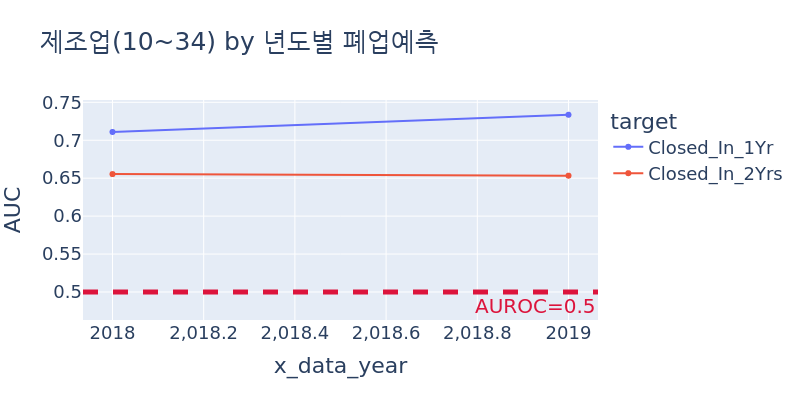 제조업(10~34) by 년도별 폐업예측
0.75
0.7
0.65
0.6
0.55
0.5
AUC
AUROC=0.5
2018
2,018.2
2,018.4
2,018.6
2,018.8
2019
x_data_year
target
Closed_In_1Yr
Closed_In_2Yrs